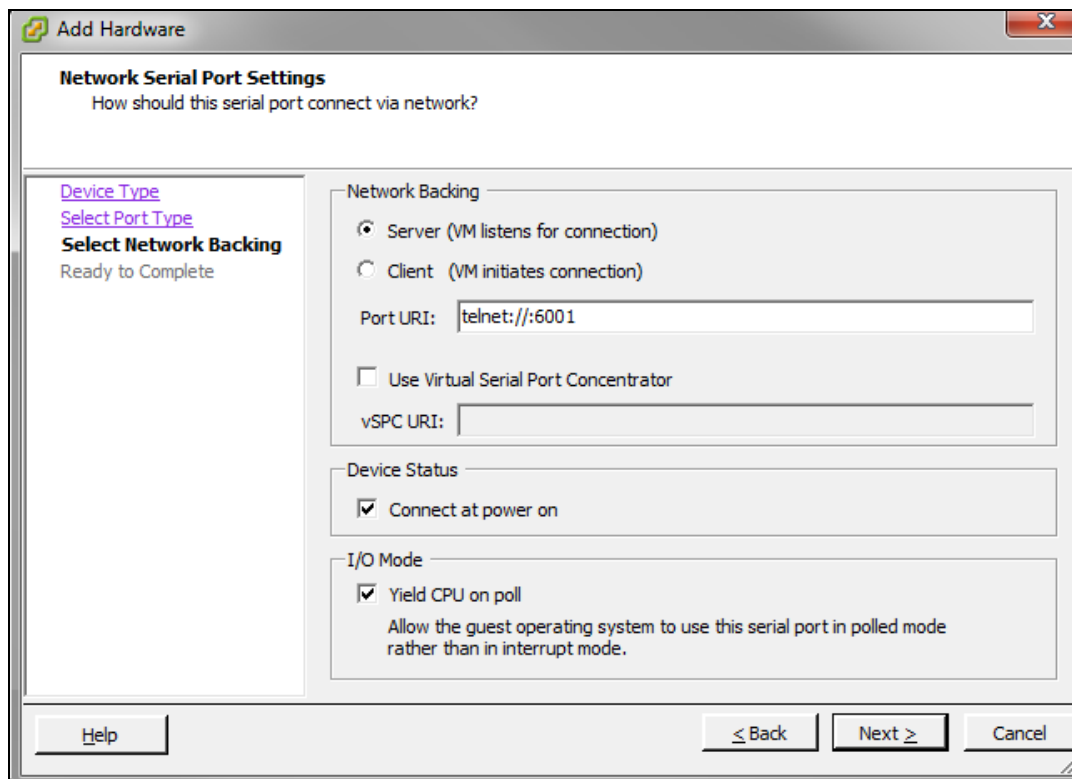 Add Hardware
Network Serial Port Settings
How should this serial port connect via network?
Device Type
Select Port Type
Select Network Backing
Ready to Complete
Network Backing
Server (VM listens for connection)
Client (VM initiates connection)
Port URI: telnet://:6001
Use Virtual Serial Port Concentrator
vSPC URI:
Device Status
Connect at power on
I/O Mode
Yield CPU on poll
Allow the guest operating system to use this serial port in polled mode
rather than in interrupt mode.
Help
< Back
Next >
Cancel